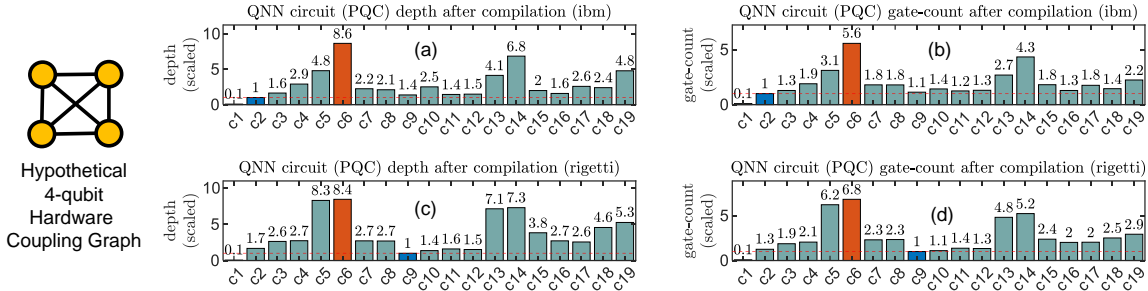 Hypothetical
4-qubit
Hardware
Coupling Graph
QNN circuit (PQC) depth after compilation (ibm)
depth
(scaled)
10
5
0
(a)
0.1 1 1.6 2.9 4.8 8.6 2.2 2.1 1.4 2.5 1.4 1.5 4.1 6.8 2 1.6 2.6 2.4 4.8
c1 c2 c3 c4 c5 c6 c7 c8 c9 c10 c11 c12 c13 c14 c15 c16 c17 c18 c19
QNN circuit (PQC) gate-count after compilation (ibm)
gate-count
(scaled)
5
0
(b)
0.1 1 1.3 1.9 3.1 5.6 1.8 1.8 1.1 1.4 1.2 1.3 2.7 4.3 1.8 1.3 1.8 1.4 2.2
c1 c2 c3 c4 c5 c6 c7 c8 c9 c10 c11 c12 c13 c14 c15 c16 c17 c18 c19
QNN circuit (PQC) depth after compilation (rigetti)
depth
(scaled)
10
5
0
(c)
0.1 1.7 2.6 2.7 8.3 8.4 2.7 2.7 1 1.4 1.6 1.5 7.1 7.3 3.8 2.7 2.6 4.6 5.3
c1 c2 c3 c4 c5 c6 c7 c8 c9 c10 c11 c12 c13 c14 c15 c16 c17 c18 c19
QNN circuit (PQC) gate-count after compilation (rigetti)
gate-count
(scaled)
5
0
(d)
0.1 1.3 1.9 2.1 6.2 6.8 2.3 2.3 1 1.1 1.4 1.3 4.8 5.2 2.4 2 2 2.5 2.9
c1 c2 c3 c4 c5 c6 c7 c8 c9 c10 c11 c12 c13 c14 c15 c16 c17 c18 c19